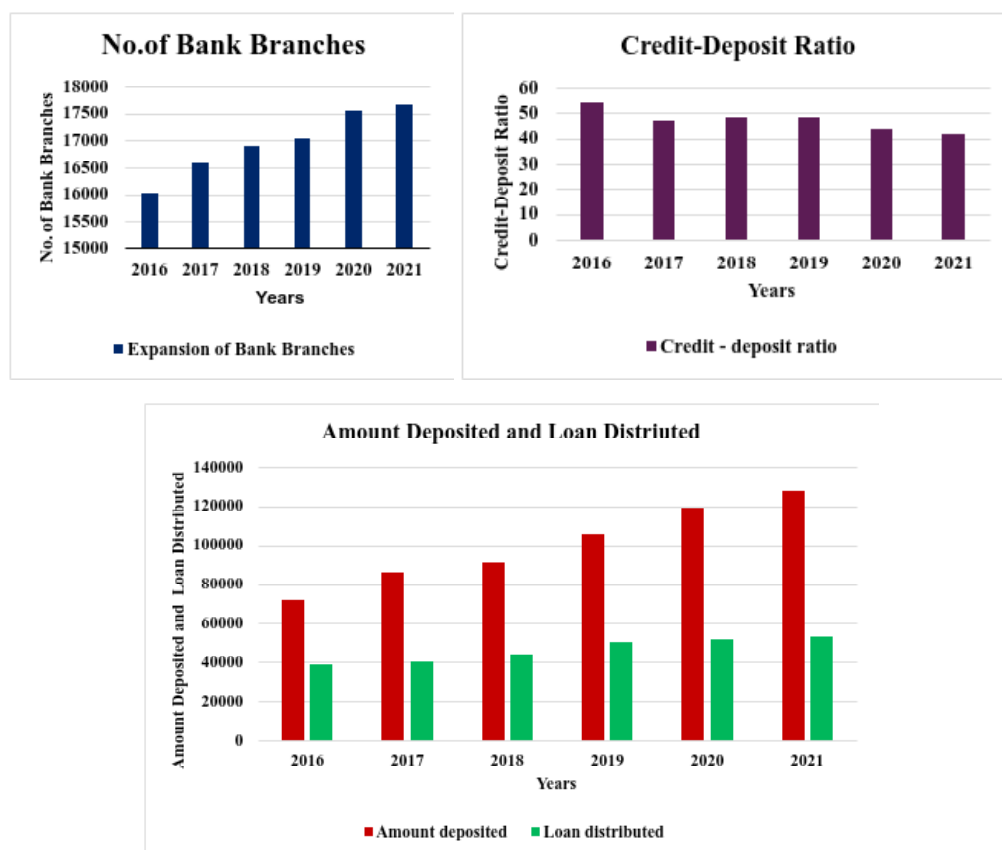 No.of Bank Branches
No. of Bank Branches
18000
17500
17000
16500
16000
15500
15000
2016 2017 2018 2019 2020 2021
Years
Expansion of Bank Branches
Credit-Deposit Ratio
Credit-Deposit Ratio
60
50
40
30
20
10
0
2016 2017 2018 2019 2020 2021
Years
Credit - deposit ratio
Amount Deposited and Loan Distriuted
Amount Deposited and Loan Distributed
140000
120000
100000
80000
60000
40000
20000
0
2016 2017 2018 2019 2020 2021
Years
Amount deposited Loan distributed